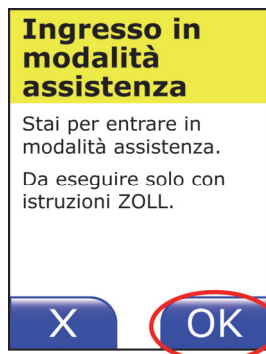 Ingresso in
modalità
assistenza
Stai per entrare in
modalità assistenza.
Da eseguire solo con
istruzioni ZOLL.
X
OK